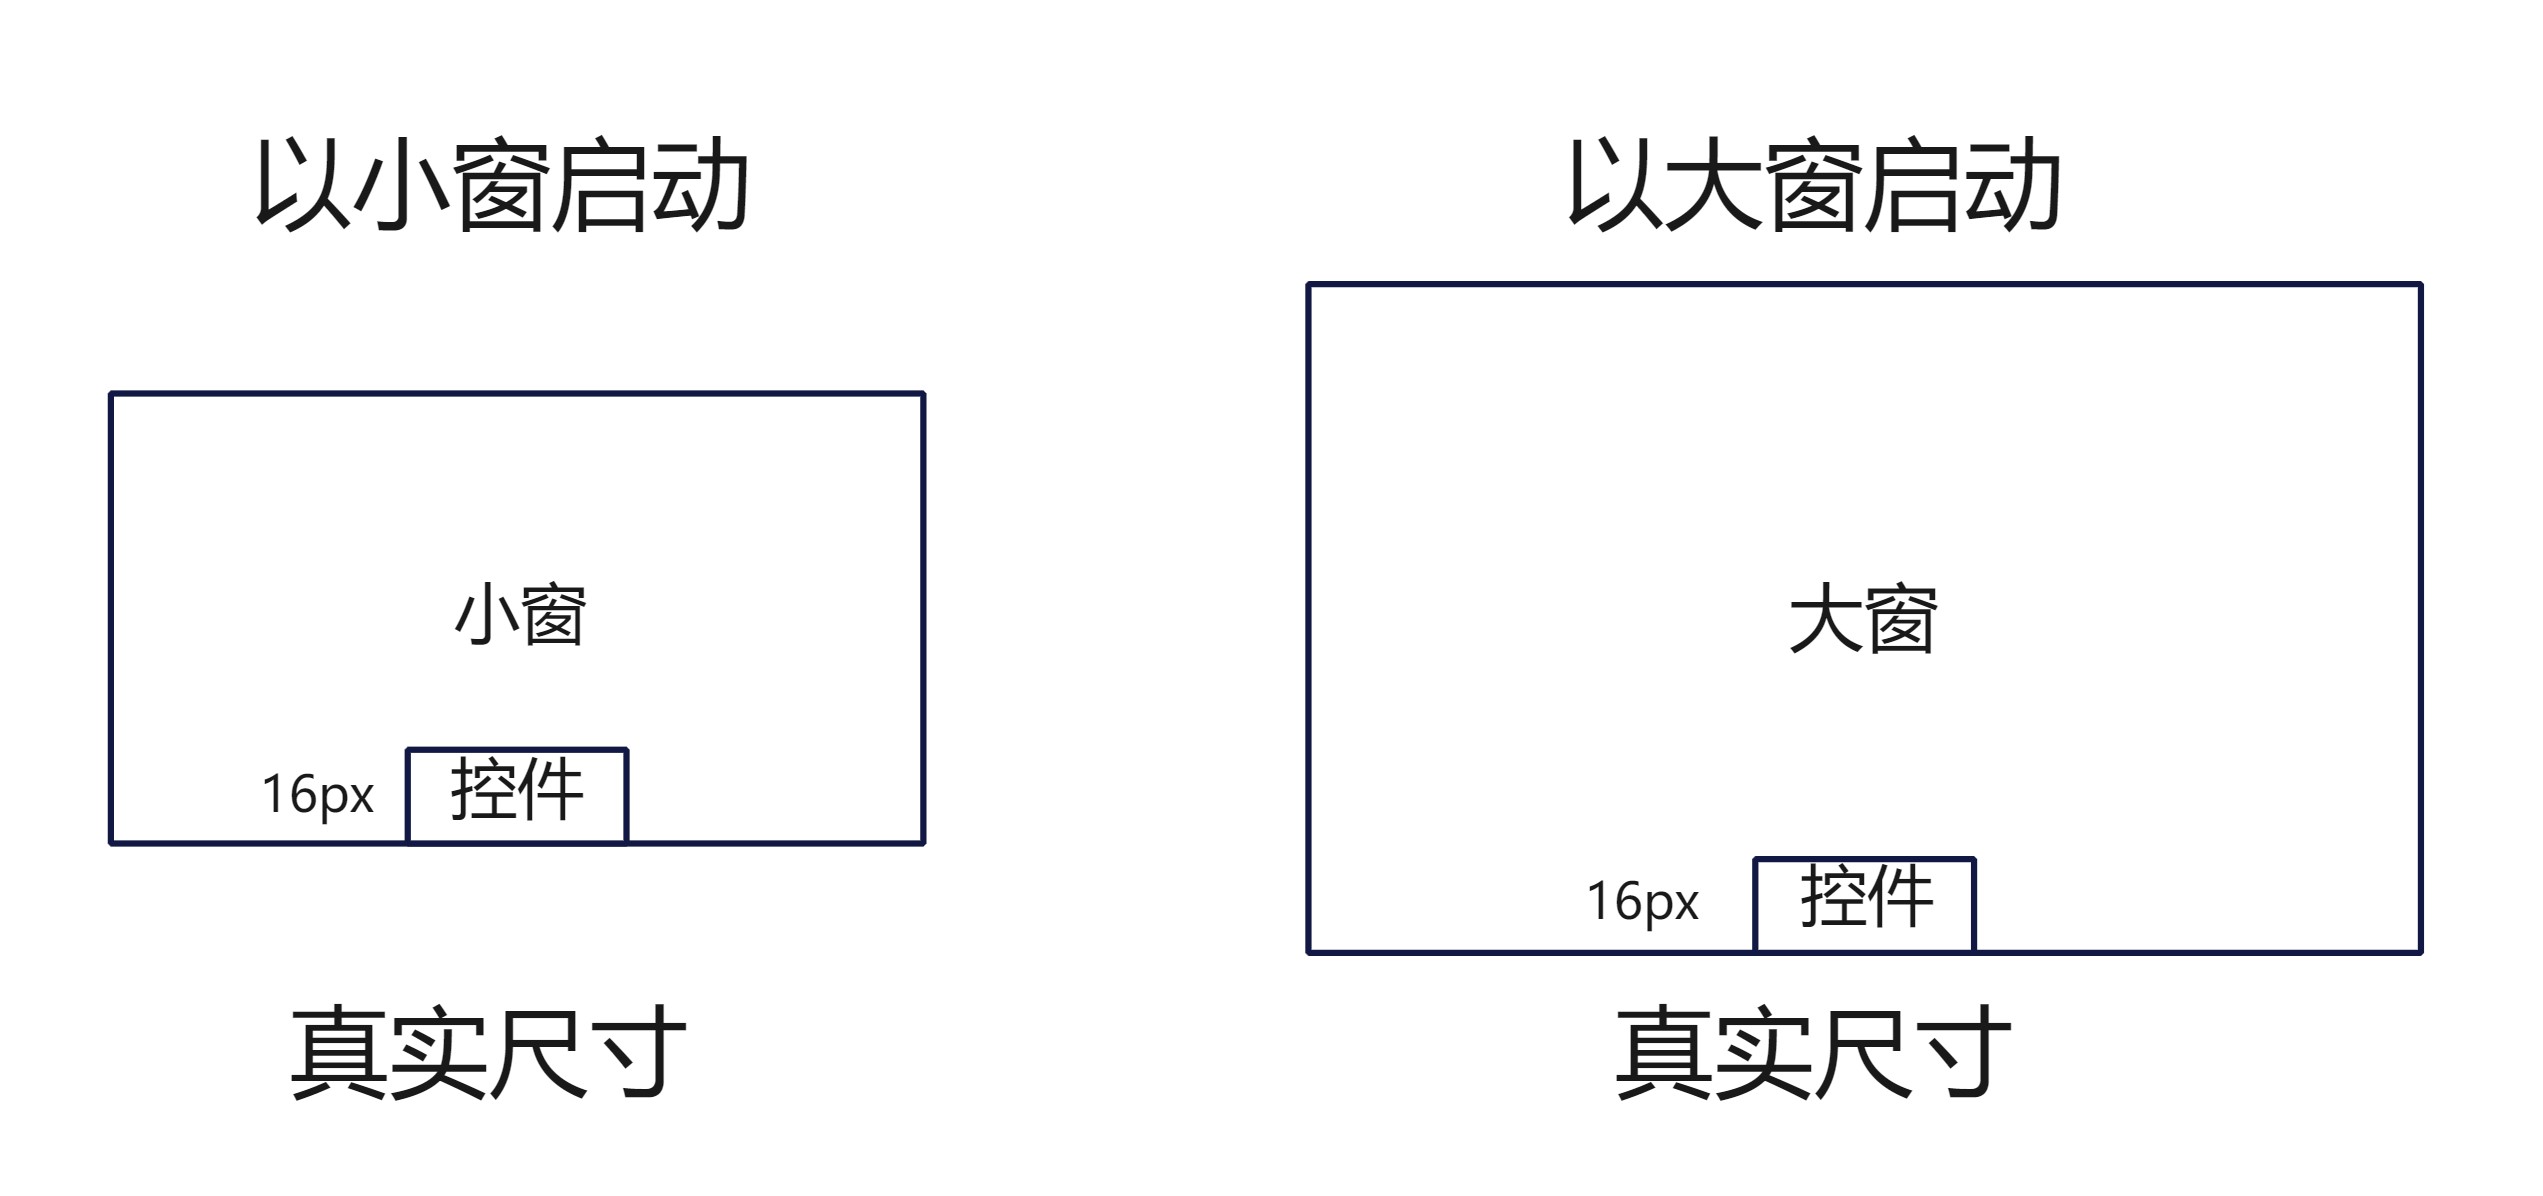 以小窗启动
以大窗启动
小窗
大窗
16px
控件
16px
控件
真实尺寸
真实尺寸